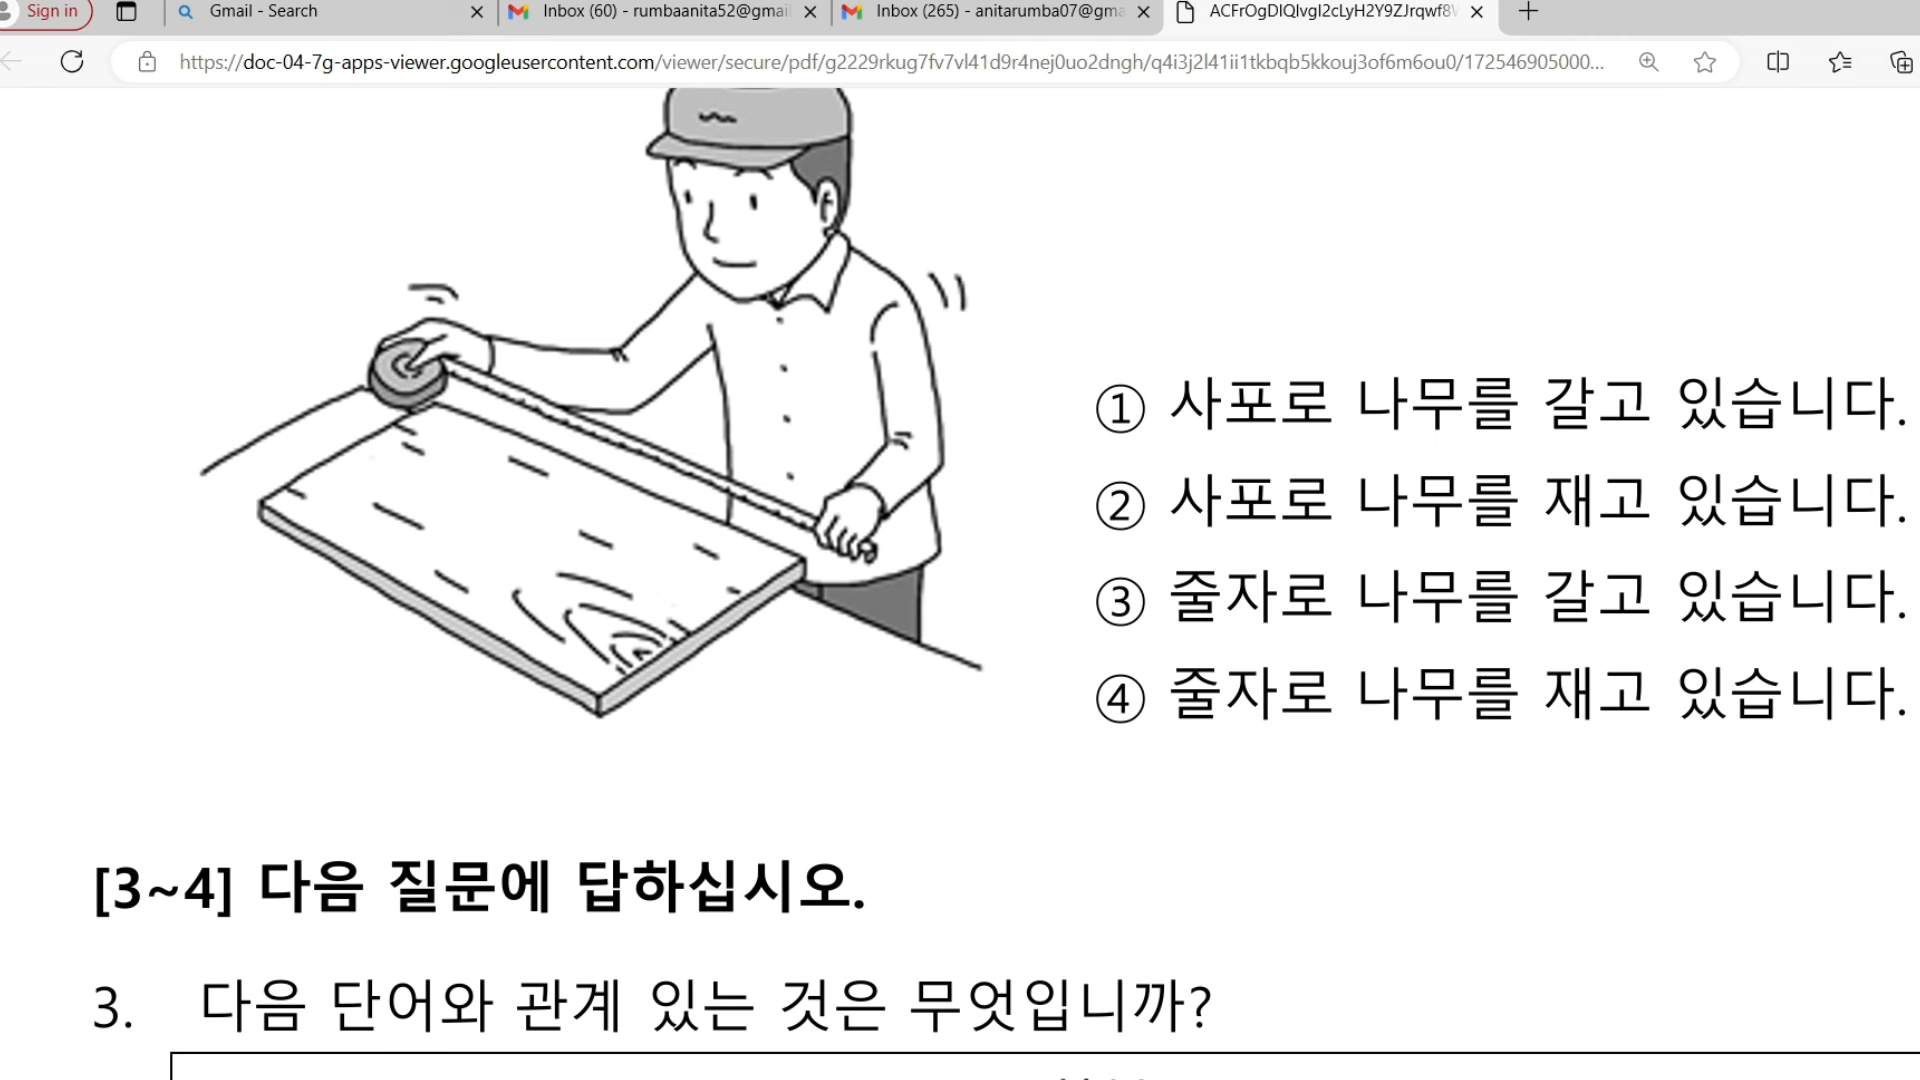 Sign in
Gmail - Search
Inbox (60) - rumbaanita52@gmai
Inbox (265) - anitarumba07@gma
ACFrOgDIQIvgI2cLyH2Y9ZJrqwf8V
https://doc-04-7g-apps-viewer.googleusercontent.com/viewer/secure/pdf/g2229rkug7fv7vl41d9r4nej0uo2dngh/q4i3j2l41ii1tkbqb5kkouj3of6m6ou0/172546905000...
① 사포로 나무를 갈고 있습니다.
② 사포로 나무를 재고 있습니다.
③ 줄자로 나무를 갈고 있습니다.
④ 줄자로 나무를 재고 있습니다.
[3~4] 다음 질문에 답하십시오.
3. 다음 단어와 관계 있는 것은 무엇입니까?